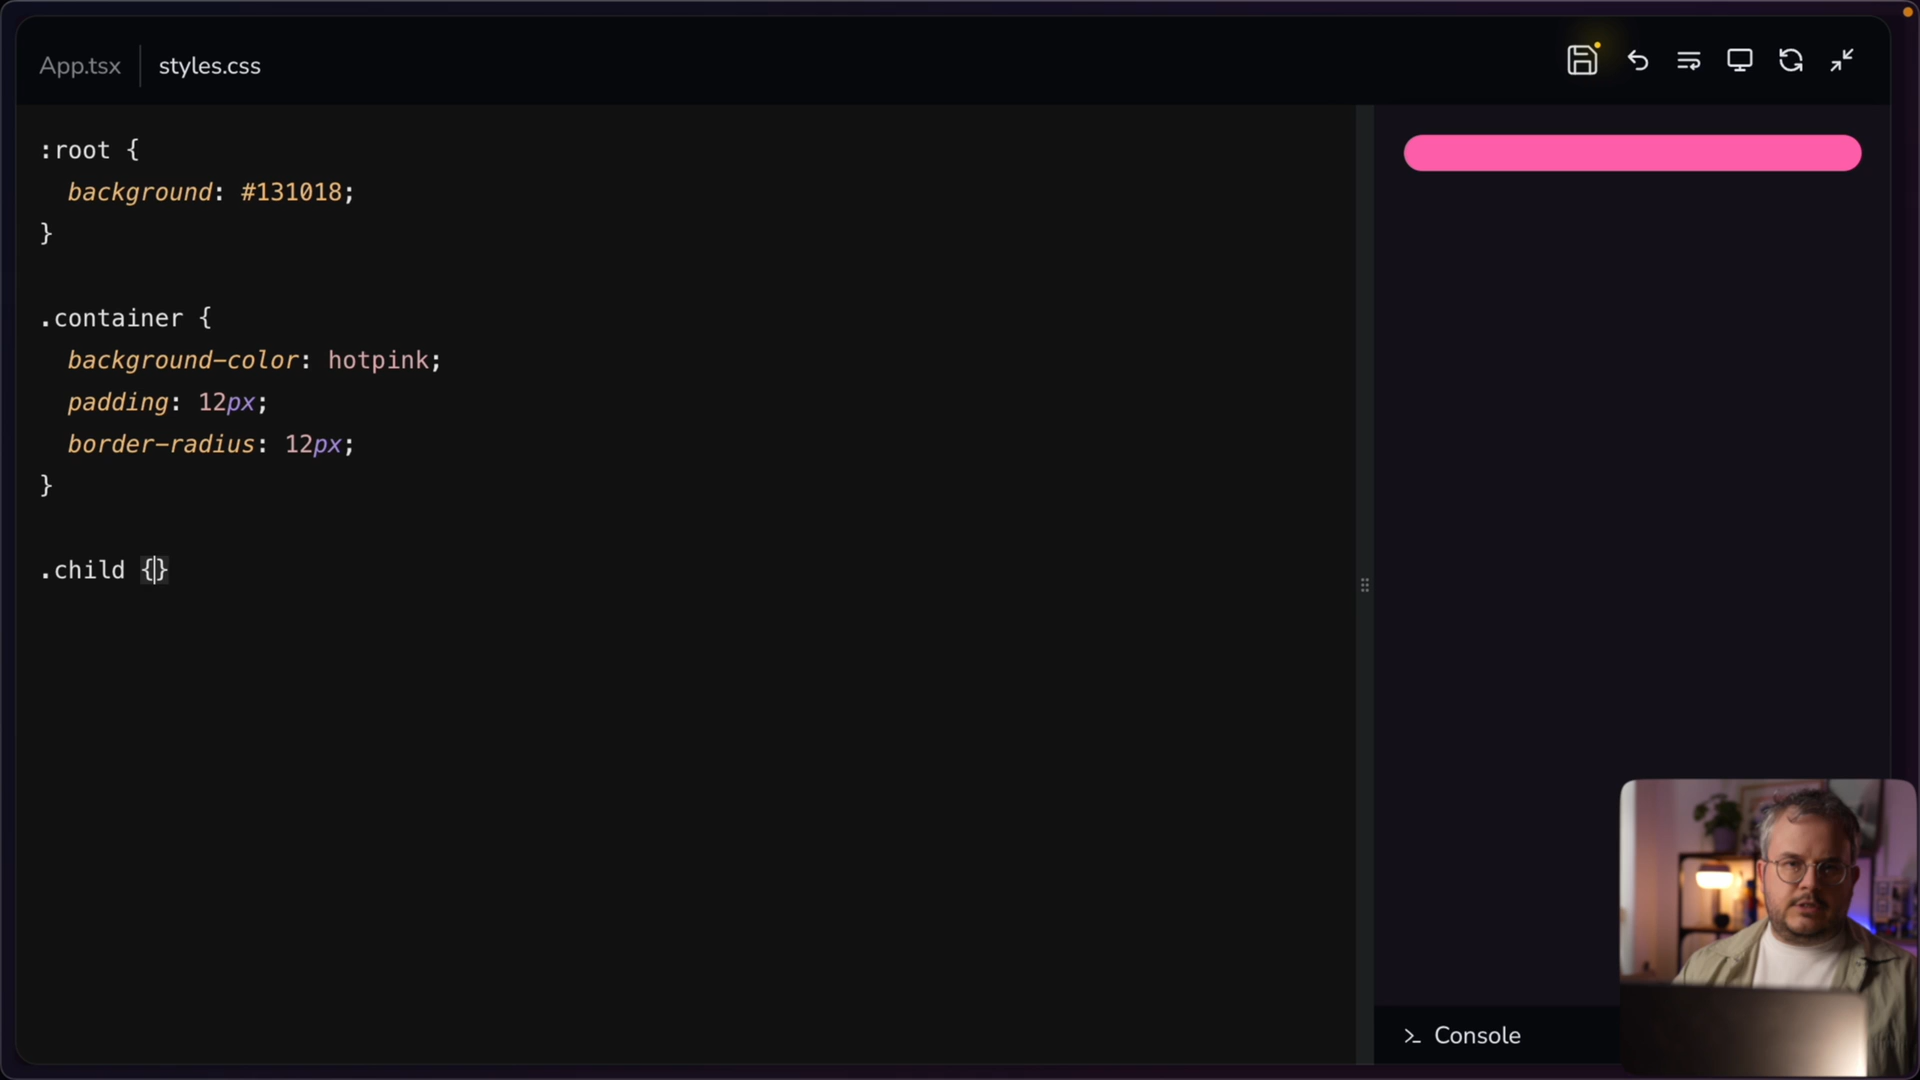 App.tsx
styles.css
:root {
background: #131018;
}
.container {
background-color: hotpink;
padding: 12px;
border-radius: 12px;
}
.child {}
>_ Console